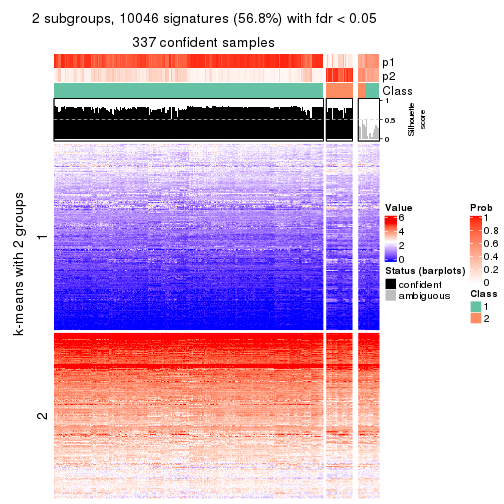 2 subgroups, 10046 signatures (56.8%) with fdr < 0.05
337 confident samples
p1
p2
Class
1
0.5
0
Silhouette
score
k-means with 2 groups
1
2
Value
6
4
2
0
Status (barplots)
confident
ambiguous
Prob
1
0.8
0.6
0.4
0.2
0
Class
1
2